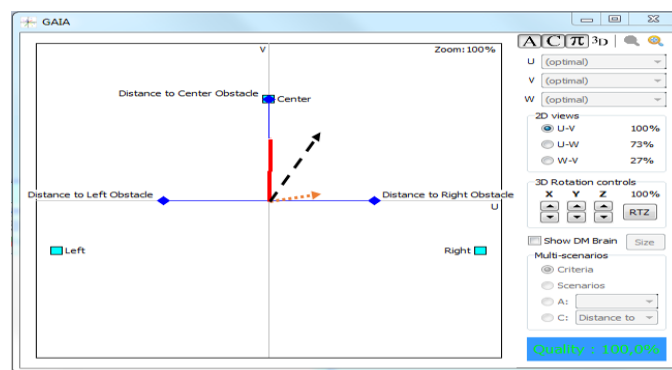 GAIA
V
Zoom: 100%
Distance to Center Obstacle
Center
Distance to Left Obstacle
Distance to Right Obstacle
U
Left
Right
A C π 3D
U (optimal)
V (optimal)
W (optimal)
2D views
U-V 100%
U-W 73%
W-V 27%
3D Rotation controls
X Y Z 100%
RTZ
Show DM Brain Size
Multi-scenarios
Criteria
Scenarios
A:
C: Distance to
Quality : 100,0%